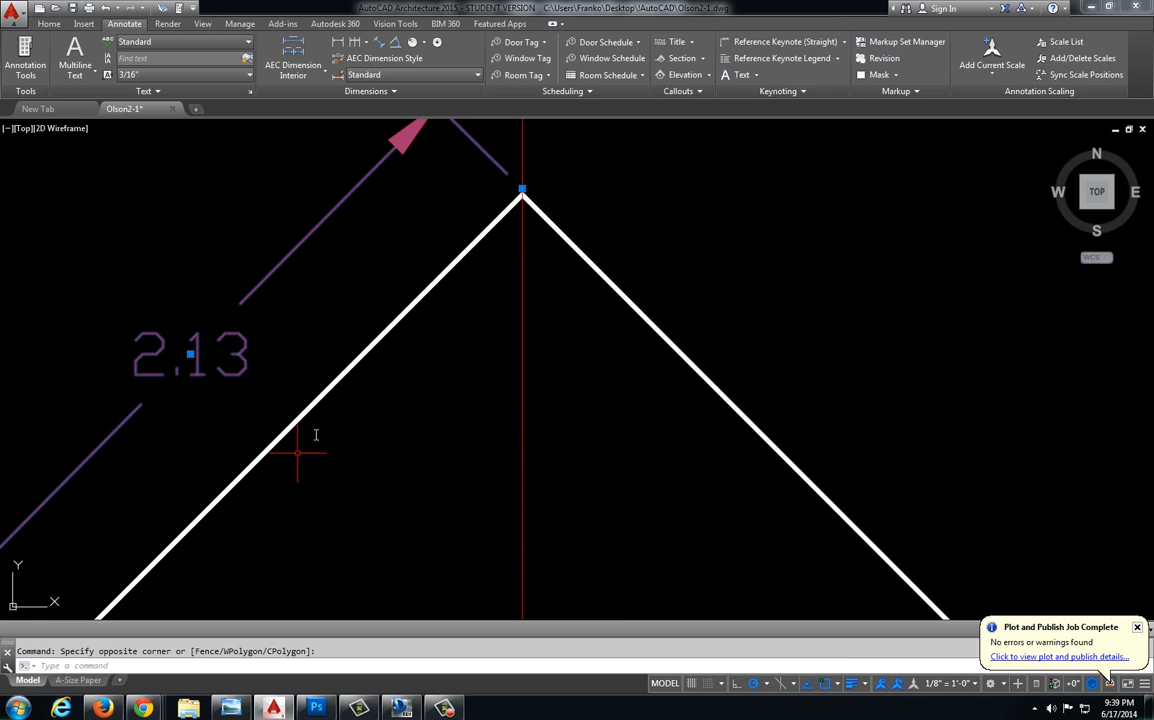 AutoCAD Architecture 2015 - STUDENT VERSION C:\Users\Franko\Desktop\!AutoCAD\Olson2-1.dwg
Sign In
Home Insert Annotate Render View Manage Add-ins Autodesk 360 Vision Tools BIM 360 Featured Apps
Annotation Tools
Multiline Text
Standard
Find text
3/16"
AEC Dimension Interior
AEC Dimension Style
Standard
Door Tag
Window Tag
Room Tag
Door Schedule
Window Schedule
Room Schedule
Title
Section
Elevation
Reference Keynote (Straight)
Reference Keynote Legend
Text
Markup Set Manager
Revision
Mask
Add Current Scale
Scale List
Add/Delete Scales
Sync Scale Positions
Tools Text Dimensions Scheduling Callouts Keynoting Markup Annotation Scaling
New Tab Olson2-1*
[−][Top][2D Wireframe]
N
W TOP E
S
WCS
2.13
Y
X
Plot and Publish Job Complete
No errors or warnings found
Click to view plot and publish details...
Command: Specify opposite corner or [Fence/WPolygon/CPolygon]:
Type a command
Model A-Size Paper
MODEL 1/8" = 1'-0" +0"
9:39 PM
6/17/2014